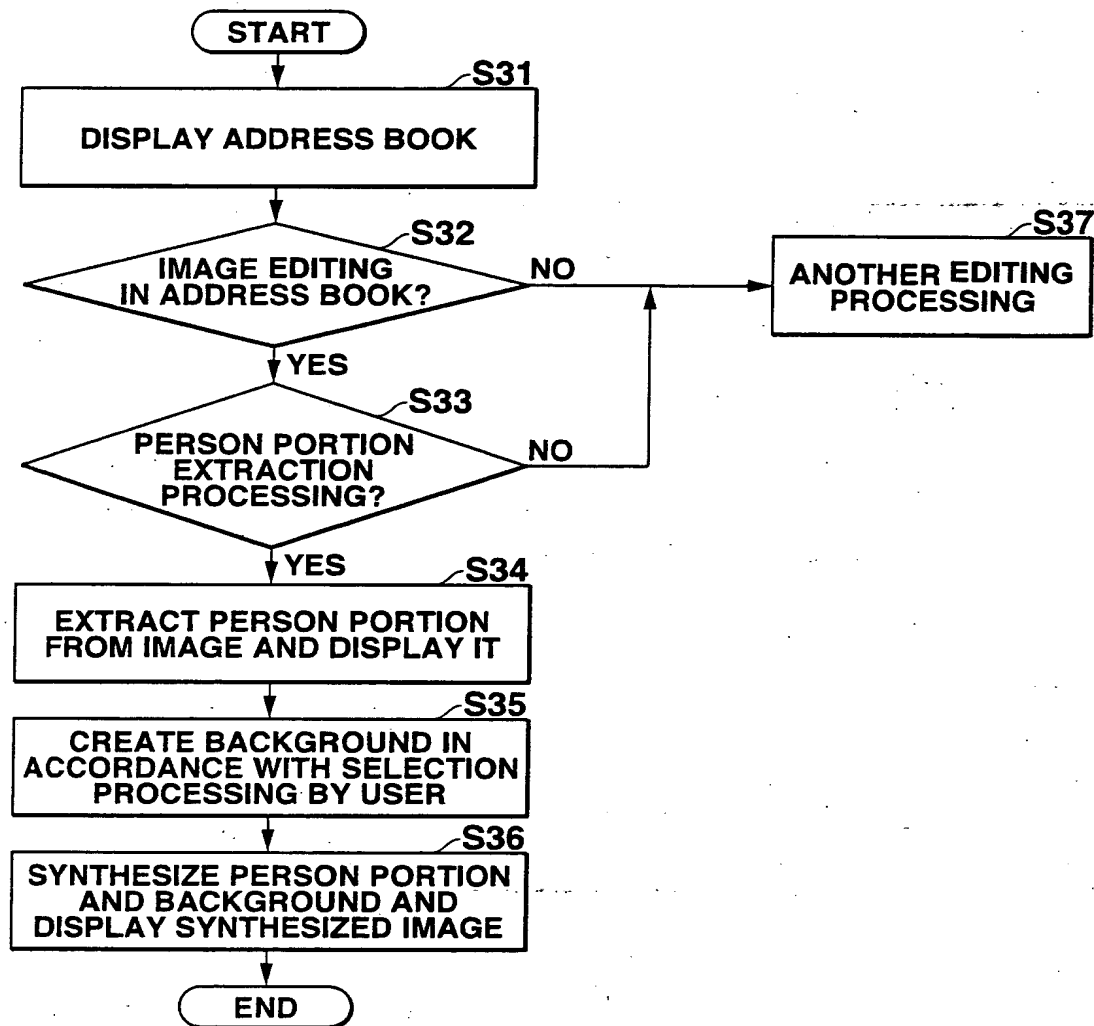 START
S31
DISPLAY ADDRESS BOOK
S32
IMAGE EDITING
IN ADDRESS BOOK?
NO
S37
ANOTHER EDITING
PROCESSING
YES
S33
PERSON PORTION
EXTRACTION
PROCESSING?
NO
YES
S34
EXTRACT PERSON PORTION
FROM IMAGE AND DISPLAY IT
S35
CREATE BACKGROUND IN
ACCORDANCE WITH SELECTION
PROCESSING BY USER
S36
SYNTHESIZE PERSON PORTION
AND BACKGROUND AND
DISPLAY SYNTHESIZED IMAGE
END